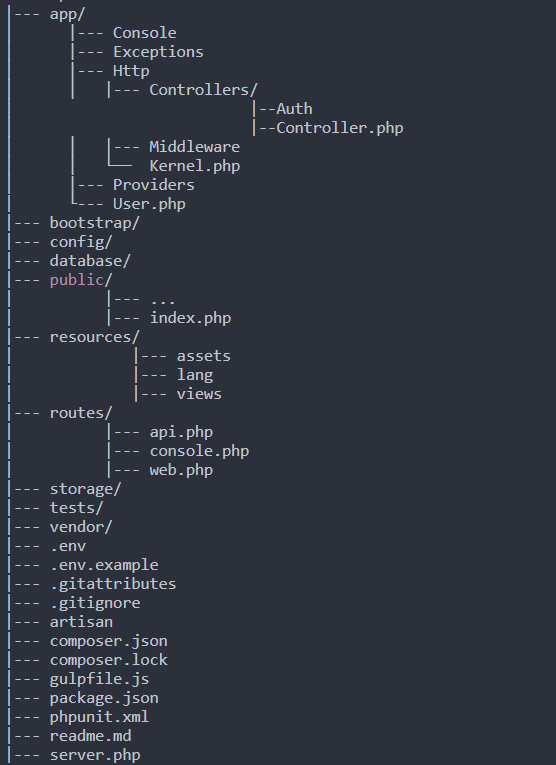 |--- app/
|--- Console
|--- Exceptions
|--- Http
|--- Controllers/
|--Auth
|--Controller.php
|--- Middleware
└── Kernel.php
|--- Providers
└--- User.php
|--- bootstrap/
|--- config/
|--- database/
|--- public/
|--- ...
|--- index.php
|--- resources/
|--- assets
|--- lang
|--- views
|--- routes/
|--- api.php
|--- console.php
|--- web.php
|--- storage/
|--- tests/
|--- vendor/
|--- .env
|--- .env.example
|--- .gitattributes
|--- .gitignore
|--- artisan
|--- composer.json
|--- composer.lock
|--- gulpfile.js
|--- package.json
|--- phpunit.xml
|--- readme.md
|--- server.php